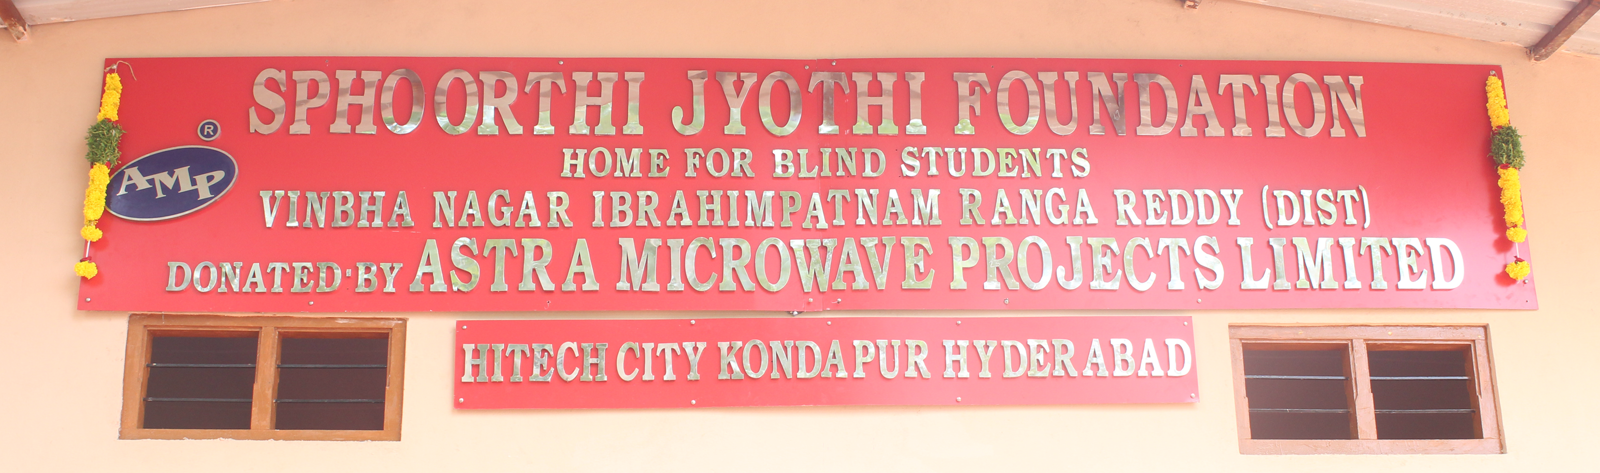 SPHOORTHI JYOTHI FOUNDATION
®
AMP
HOME FOR BLIND STUDENTS
VINBHA NAGAR IBRAHIMPATNAM RANGA REDDY (DIST)
DONATED-BY ASTRA MICROWAVE PROJECTS LIMITED
HITECH CITY KONDAPUR HYDERABAD